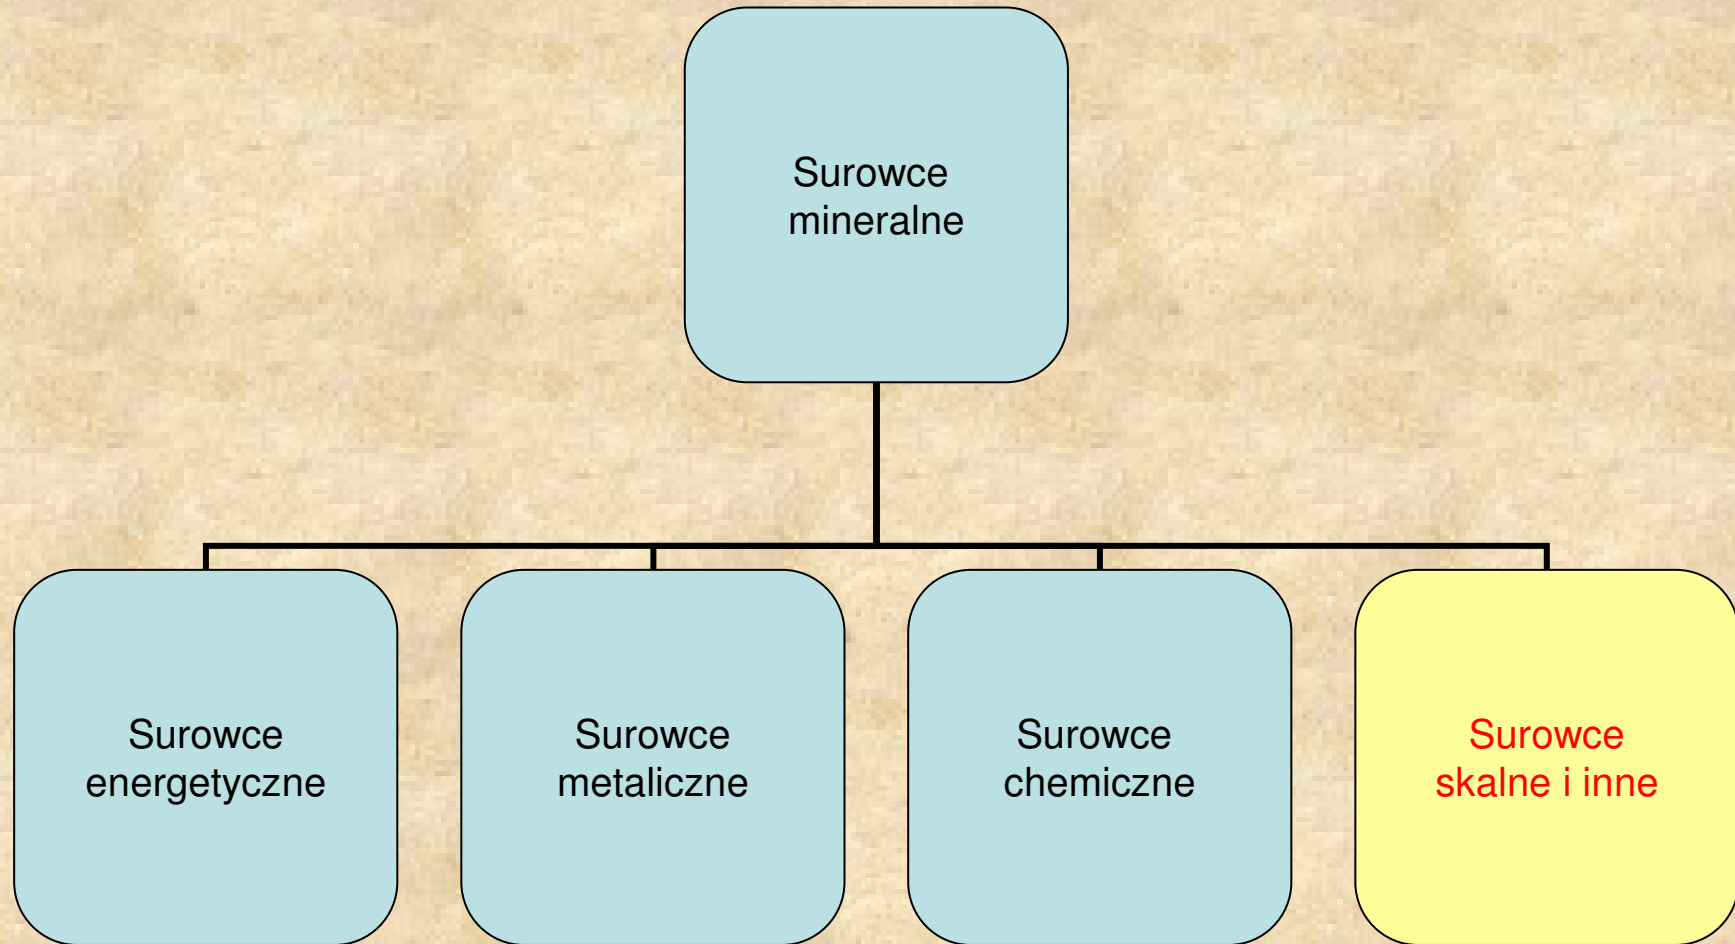 Surowce
mineralne
Surowce
energetyczne
Surowce
metaliczne
Surowce
chemiczne
Surowce
skalne i inne